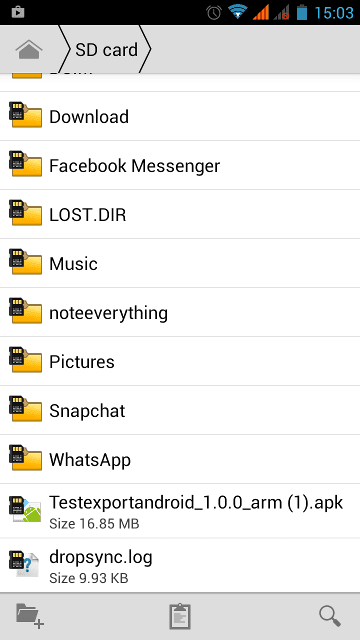 15:03
SD card
Download
Facebook Messenger
LOST.DIR
Music
noteeverything
Pictures
Snapchat
WhatsApp
Testexportandroid_1.0.0_arm (1).apk
Size 16.85 MB
dropsync.log
Size 9.93 KB